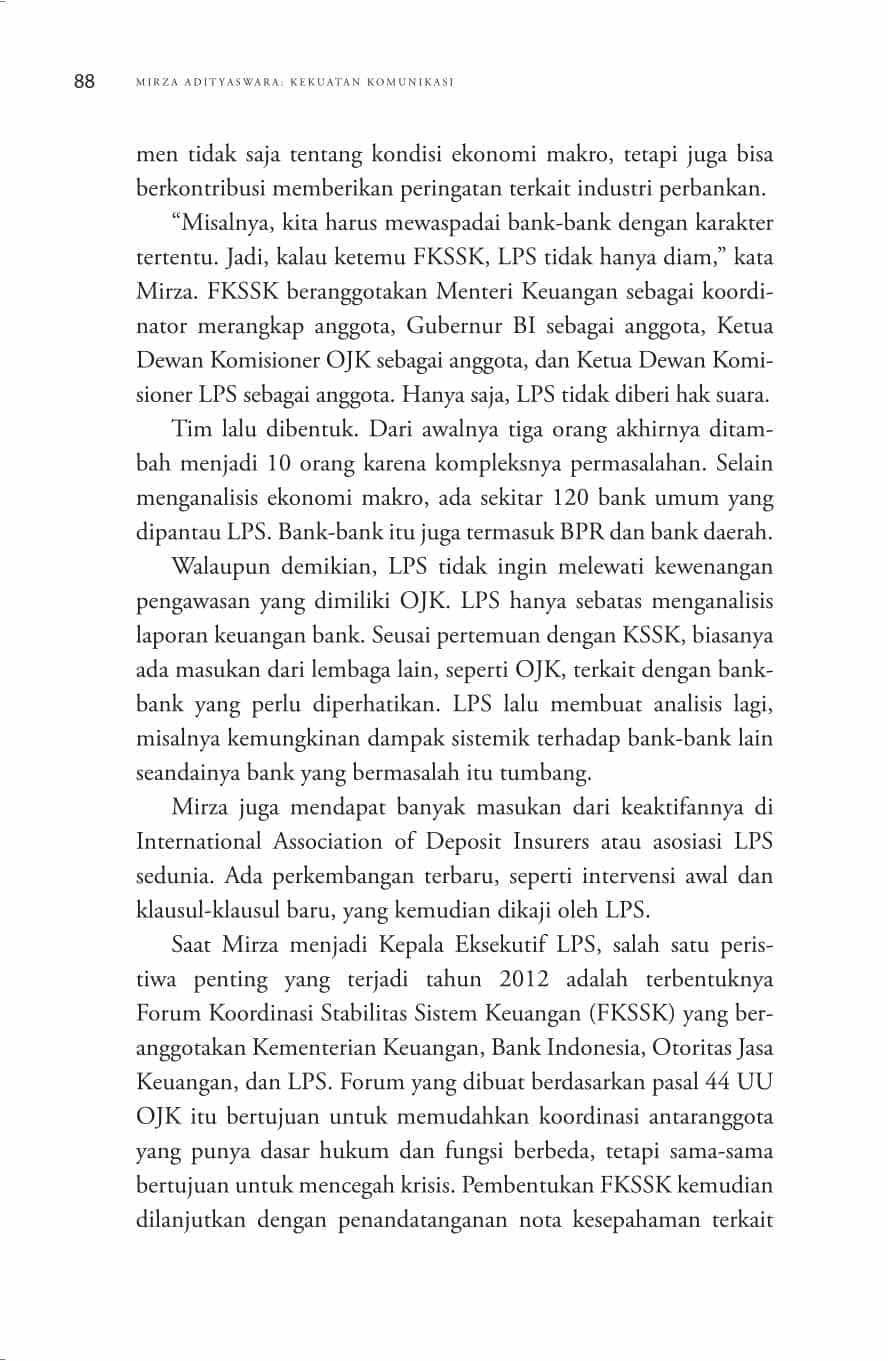 88 MIRZA ADITYASWARA: KEKUATAN KOMUNIKASI
men tidak saja tentang kondisi ekonomi makro, tetapi juga bisa
berkontribusi memberikan peringatan terkait industri perbankan.
“Misalnya, kita harus mewaspadai bank-bank dengan karakter
tertentu. Jadi, kalau ketemu FKSSK, LPS tidak hanya diam,” kata
Mirza. FKSSK beranggotakan Menteri Keuangan sebagai koordi-
nator merangkap anggota, Gubernur BI sebagai anggota, Ketua
Dewan Komisioner OJK sebagai anggota, dan Ketua Dewan Komi-
sioner LPS sebagai anggota. Hanya saja, LPS tidak diberi hak suara.
Tim lalu dibentuk. Dari awalnya tiga orang akhirnya ditam-
bah menjadi 10 orang karena kompleksnya permasalahan. Selain
menganalisis ekonomi makro, ada sekitar 120 bank umum yang
dipantau LPS. Bank-bank itu juga termasuk BPR dan bank daerah.
Walaupun demikian, LPS tidak ingin melewati kewenangan
pengawasan yang dimiliki OJK. LPS hanya sebatas menganalisis
laporan keuangan bank. Seusai pertemuan dengan KSSK, biasanya
ada masukan dari lembaga lain, seperti OJK, terkait dengan bank-
bank yang perlu diperhatikan. LPS lalu membuat analisis lagi,
misalnya kemungkinan dampak sistemik terhadap bank-bank lain
seandainya bank yang bermasalah itu tumbang.
Mirza juga mendapat banyak masukan dari keaktifannya di
International Association of Deposit Insurers atau asosiasi LPS
sedunia. Ada perkembangan terbaru, seperti intervensi awal dan
klausul-klausul baru, yang kemudian dikaji oleh LPS.
Saat Mirza menjadi Kepala Eksekutif LPS, salah satu peris-
tiwa penting yang terjadi tahun 2012 adalah terbentuknya
Forum Koordinasi Stabilitas Sistem Keuangan (FKSSK) yang ber-
anggotakan Kementerian Keuangan, Bank Indonesia, Otoritas Jasa
Keuangan, dan LPS. Forum yang dibuat berdasarkan pasal 44 UU
OJK itu bertujuan untuk memudahkan koordinasi antaranggota
yang punya dasar hukum dan fungsi berbeda, tetapi sama-sama
bertujuan untuk mencegah krisis. Pembentukan FKSSK kemudian
dilanjutkan dengan penandatanganan nota kesepahaman terkait